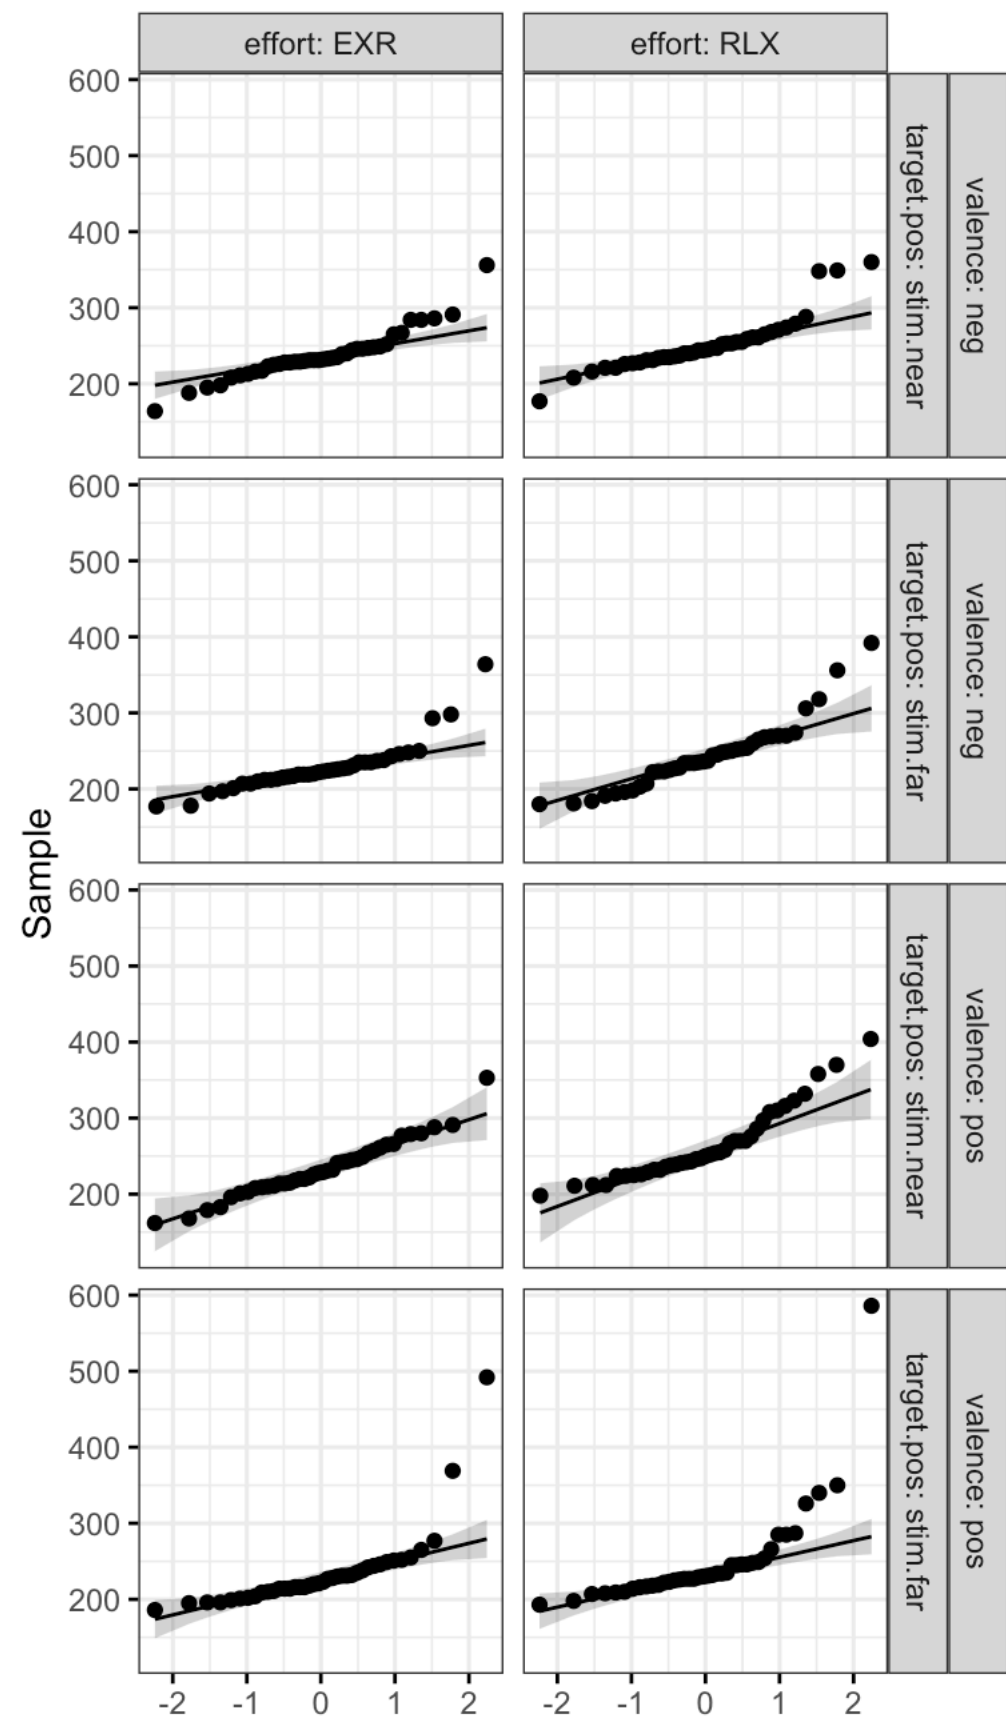 effort: EXR
effort: RLX
600
500
400
300
200
target.pos: stim.near
valence: neg
600
500
400
300
200
target.pos: stim.far
valence: neg
Sample
600
500
400
300
200
target.pos: stim.near
valence: pos
600
500
400
300
200
target.pos: stim.far
valence: pos
-2 -1 0 1 2
-2 -1 0 1 2